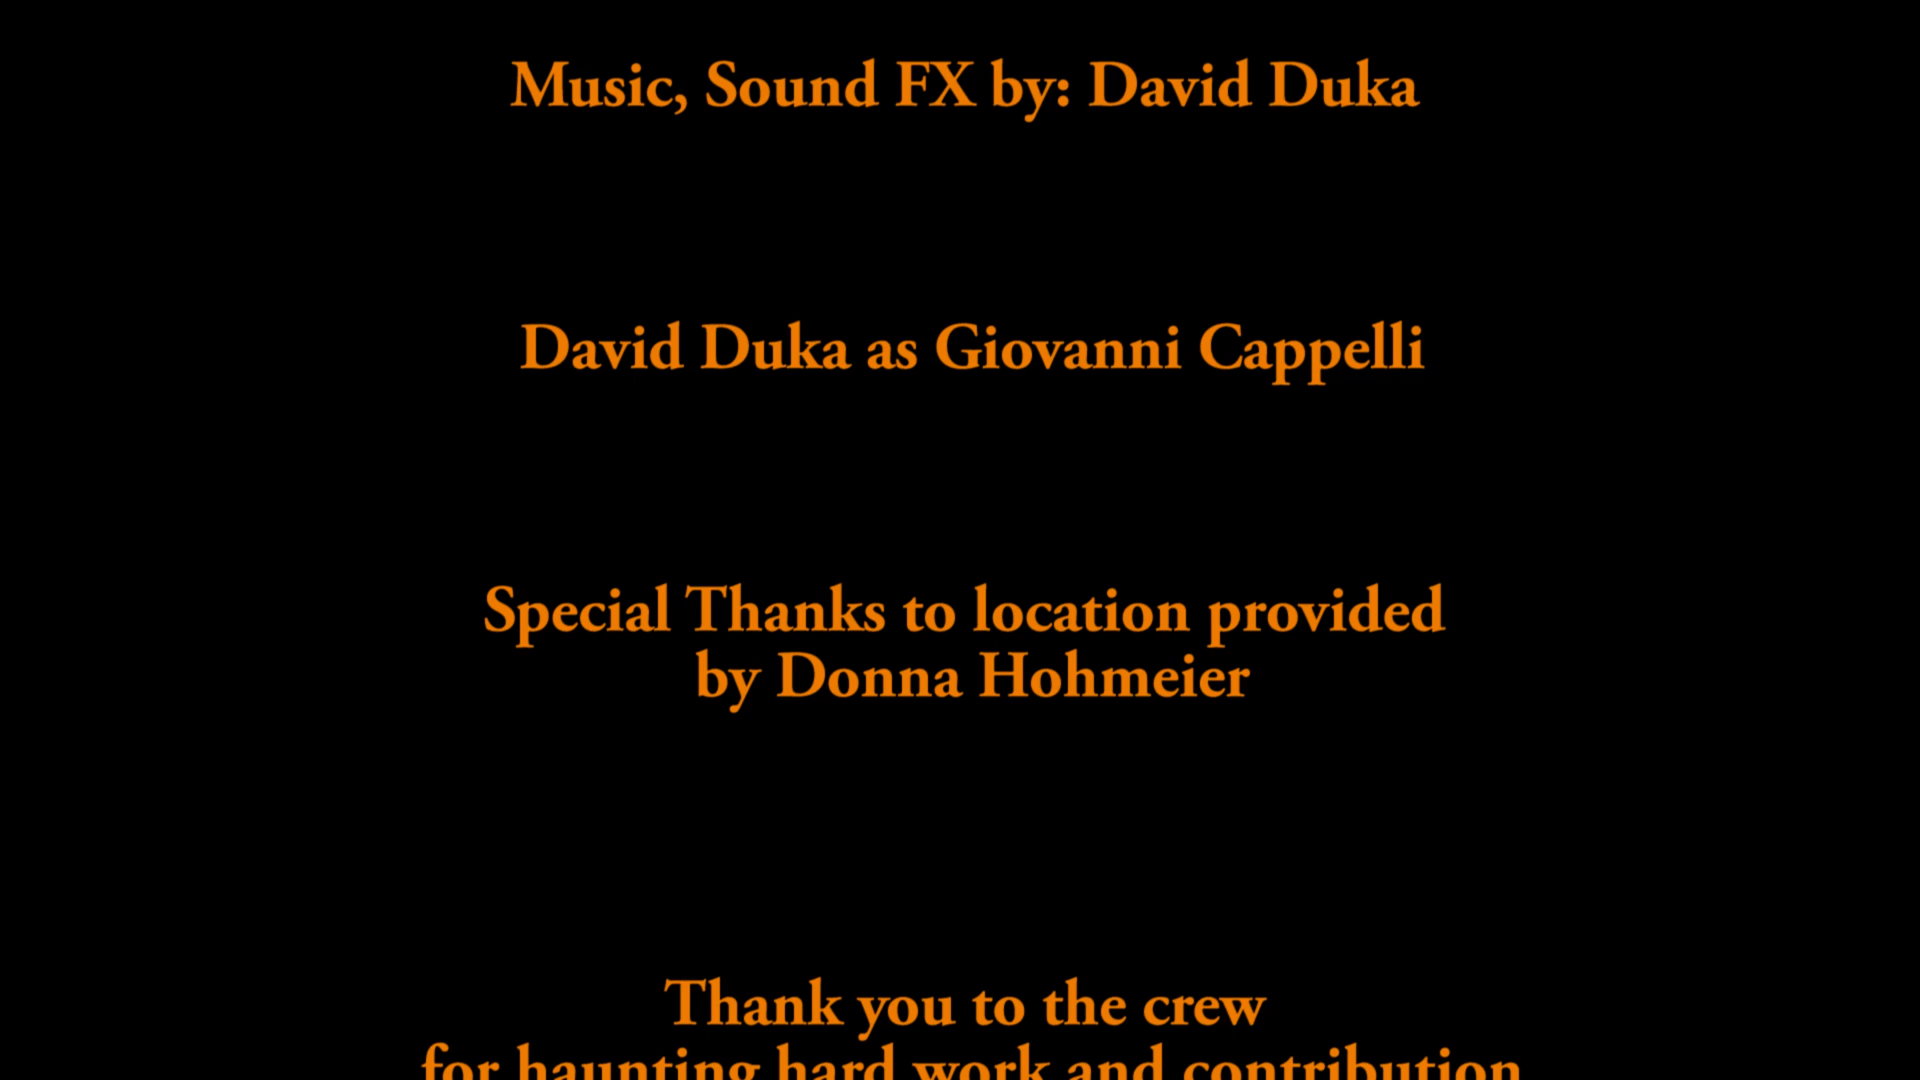 Music, Sound FX by: David Duka
David Duka as Giovanni Cappelli
Special Thanks to location provided
by Donna Hohmeier
Thank you to the crew
for haunting hard work and contribution